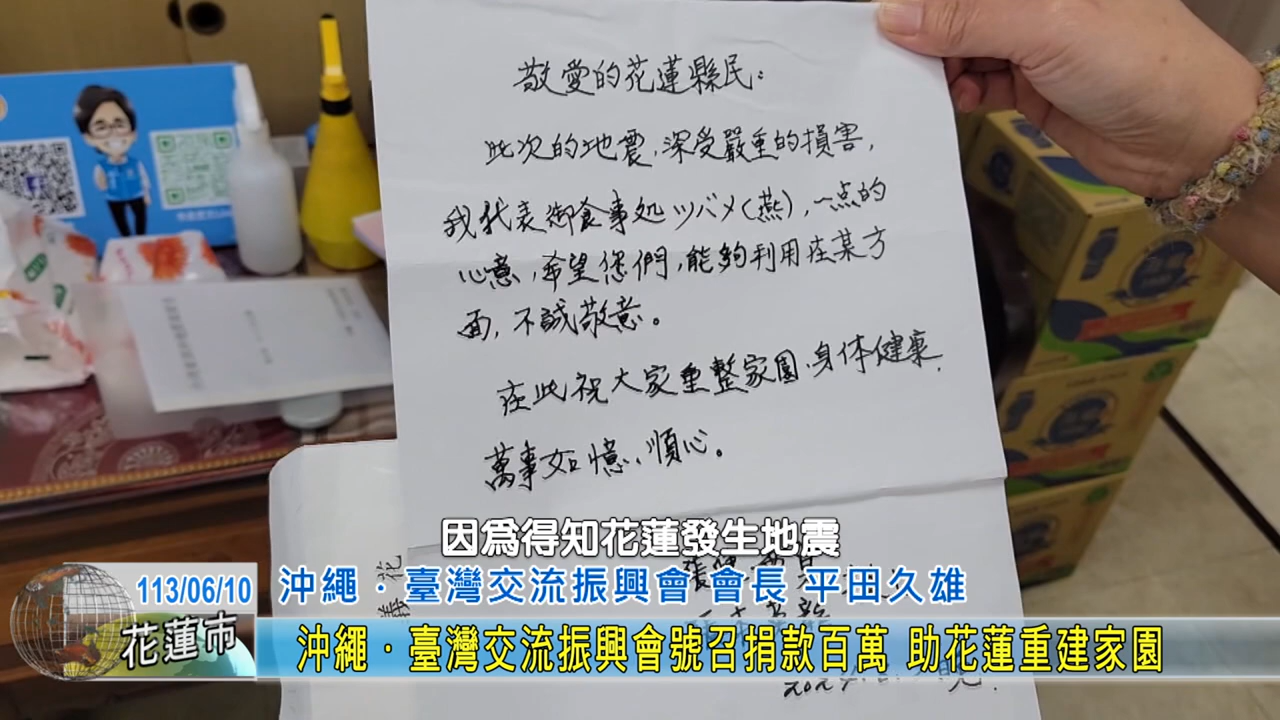 敬愛的花蓮縣民:
此次的地震,深受嚴重的損害,
我代表御食事処ツバメ(燕),一点的
心意,希望您們,能夠利用在某方
面,不誠敬意。
在此祝大家重整家園,身体健康,
萬事如憶、順心。
因為得知花蓮發生地震
113/06/10
沖繩·臺灣交流振興會 會長 平田久雄
花蓮市
沖繩·臺灣交流振興會號召捐款百萬 助花蓮重建家園